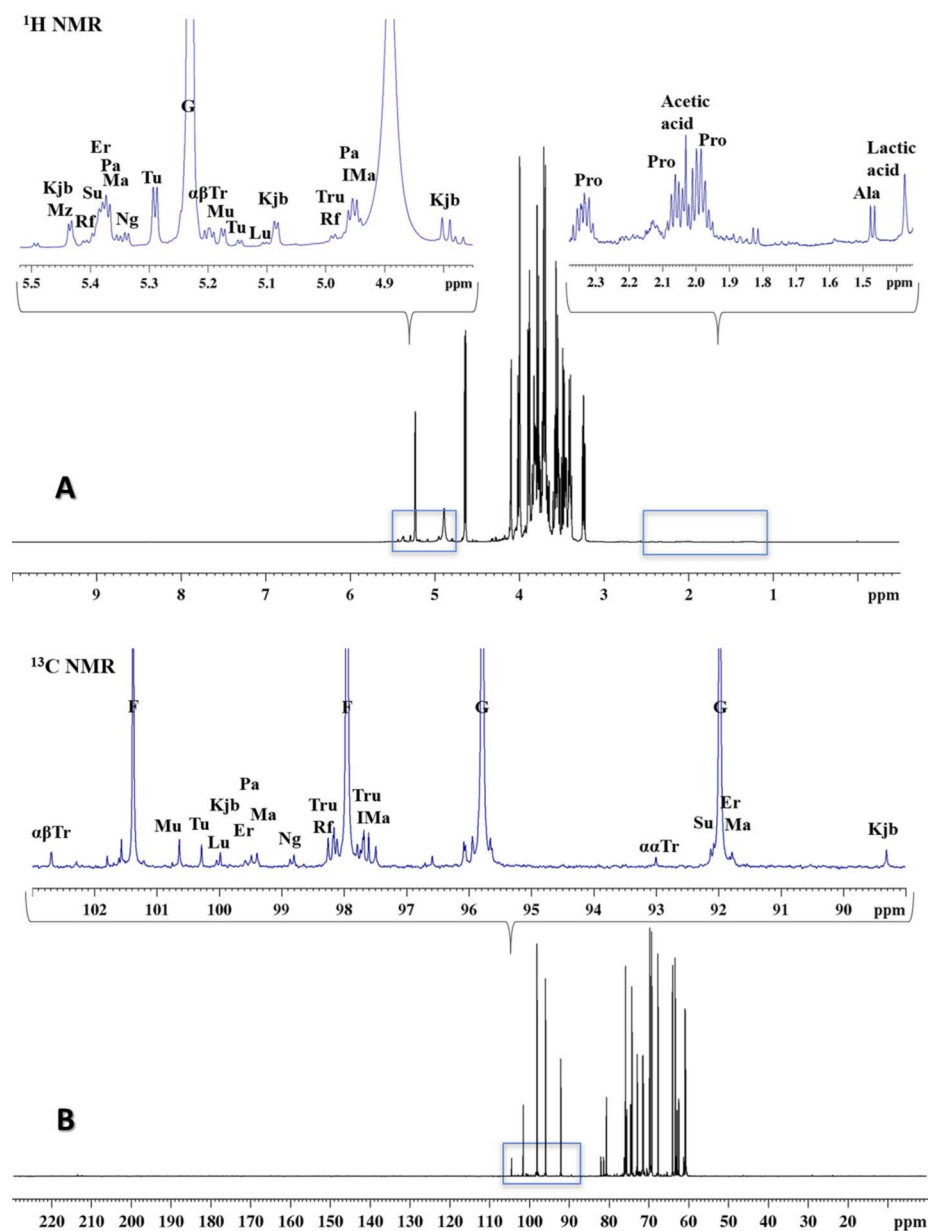 ¹H NMR
G
Er
Pa
Ma
Kjb
Mz
Su
Rf
Ng
Tu
αβTr
Mu
Tu
Lu
Kjb
Pa
IMa
Tru
Rf
Kjb
5.5 5.4 5.3 5.2 5.1 5.0 4.9 ppm
Acetic
acid
Pro
Pro
Pro
Lactic
acid
Ala
2.3 2.2 2.1 2.0 1.9 1.8 1.7 1.6 1.5 ppm
A
9 8 7 6 5 4 3 2 1 ppm
¹³C NMR
F
F
G
G
αβTr
Mu
Tu
Kjb
Lu
Pa
Er
Ma
Ng
Tru
Rf
Tru
IMa
ααTr
Su
Er
Ma
Kjb
102 101 100 99 98 97 96 95 94 93 92 91 90 ppm
B
220 210 200 190 180 170 160 150 140 130 120 110 100 90 80 70 60 50 40 30 20 10 ppm